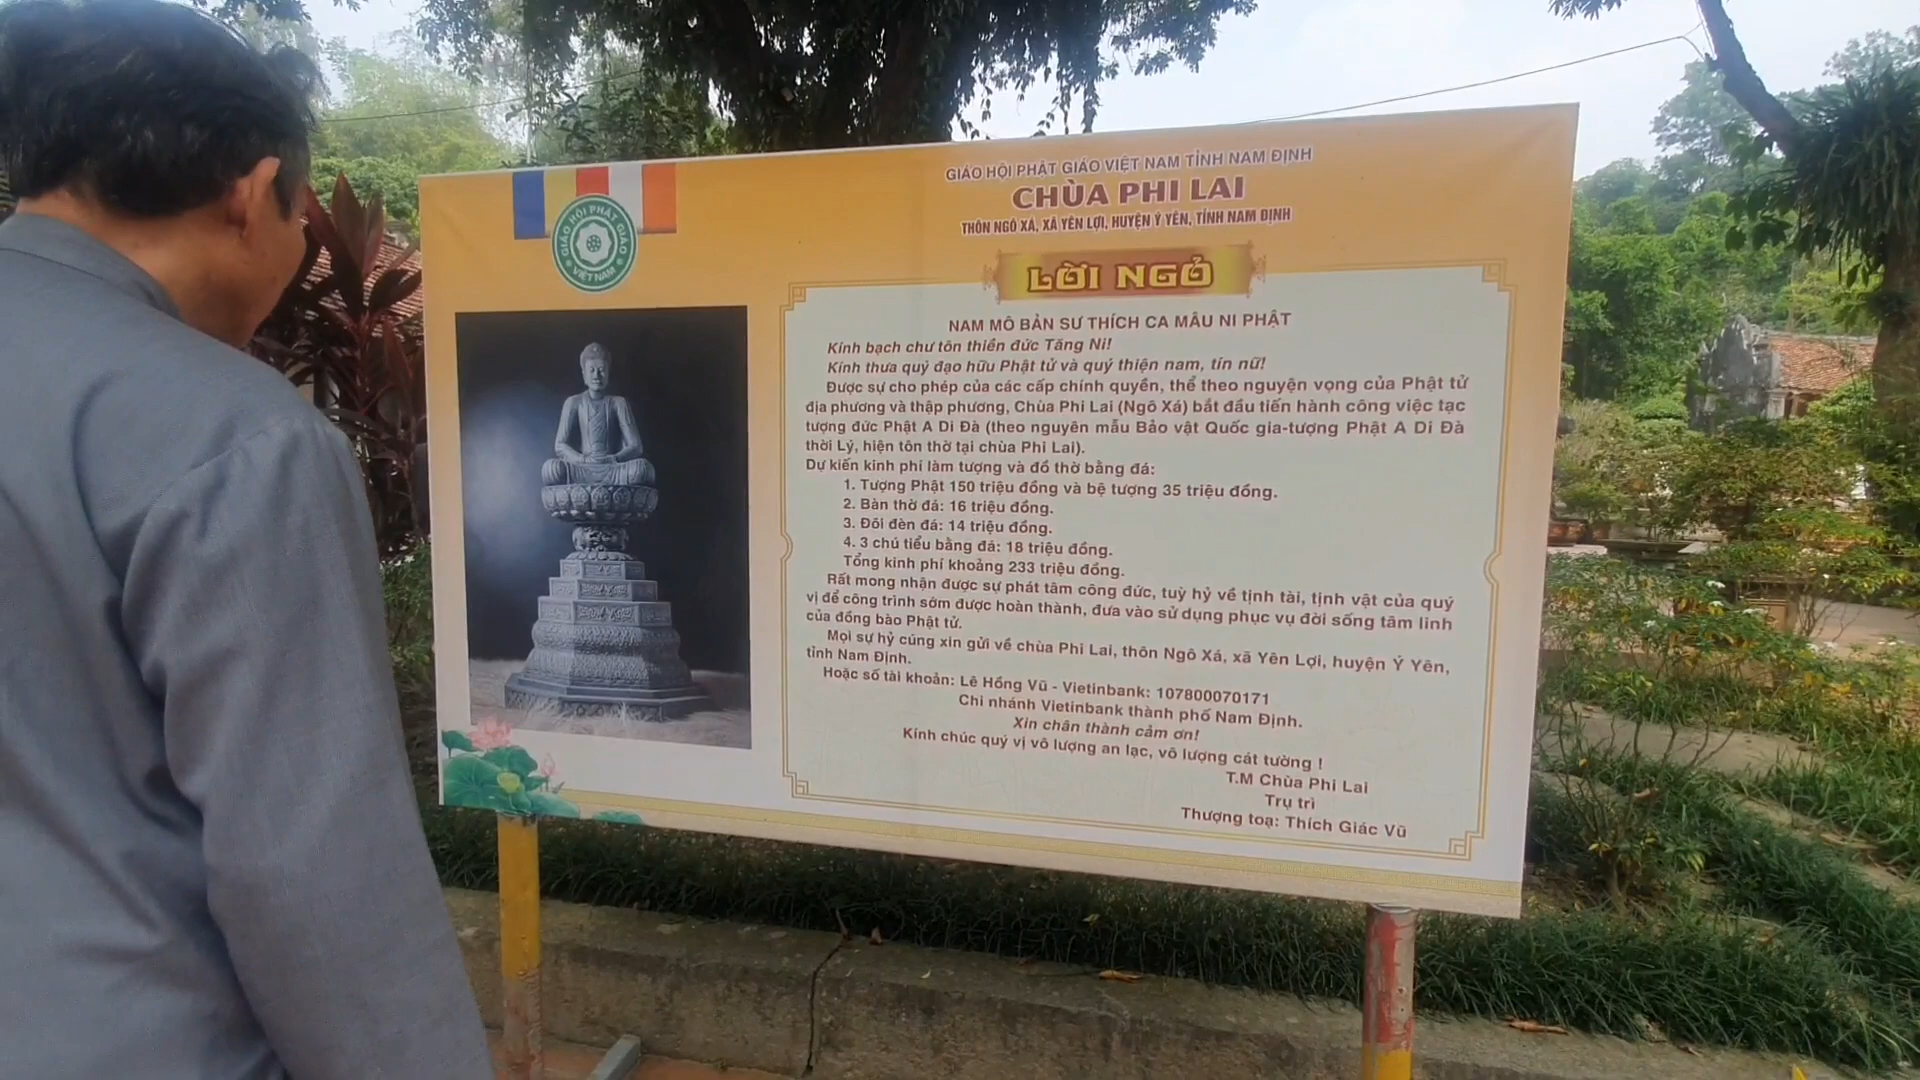 GIÁO HỘI PHẬT GIÁO VIỆT NAM TỈNH NAM ĐỊNH
CHÙA PHI LAI
THÔN NGÔ XÁ, XÃ YÊN LỢI, HUYỆN Ý YÊN, TỈNH NAM ĐỊNH
GIÁO HỘI PHẬT GIÁO
VIỆT NAM
LỜI NGỎ
NAM MÔ BẢN SƯ THÍCH CA MÂU NI PHẬT
Kính bạch chư tôn thiền đức Tăng Ni!
Kính thưa quý đạo hữu Phật tử và quý thiện nam, tín nữ!
Được sự cho phép của các cấp chính quyền, thể theo nguyện vọng của Phật tử
địa phương và thập phương, Chùa Phi Lai (Ngô Xá) bắt đầu tiến hành công việc tạc
tượng đức Phật A Di Đà (theo nguyên mẫu Bảo vật Quốc gia-tượng Phật A Di Đà
thời Lý, hiện tôn thờ tại chùa Phi Lai).
Dự kiến kinh phí làm tượng và đồ thờ bằng đá:
1. Tượng Phật 150 triệu đồng và bệ tượng 35 triệu đồng.
2. Bàn thờ đá: 16 triệu đồng.
3. Đôi đèn đá: 14 triệu đồng.
4. 3 chú tiểu bằng đá: 18 triệu đồng.
Tổng kinh phí khoảng 233 triệu đồng.
Rất mong nhận được sự phát tâm công đức, tuỳ hỷ về tịnh tài, tịnh vật của quý
vị để công trình sớm được hoàn thành, đưa vào sử dụng phục vụ đời sống tâm linh
của đồng bào Phật tử.
Mọi sự hỷ cúng xin gửi về chùa Phi Lai, thôn Ngô Xá, xã Yên Lợi, huyện Ý Yên,
tỉnh Nam Định.
Hoặc số tài khoản: Lê Hồng Vũ - Vietinbank: 107800070171
Chi nhánh Vietinbank thành phố Nam Định.
Xin chân thành cảm ơn!
Kính chúc quý vị vô lượng an lạc, vô lượng cát tường !
T.M Chùa Phi Lai
Trụ trì
Thượng toạ: Thích Giác Vũ